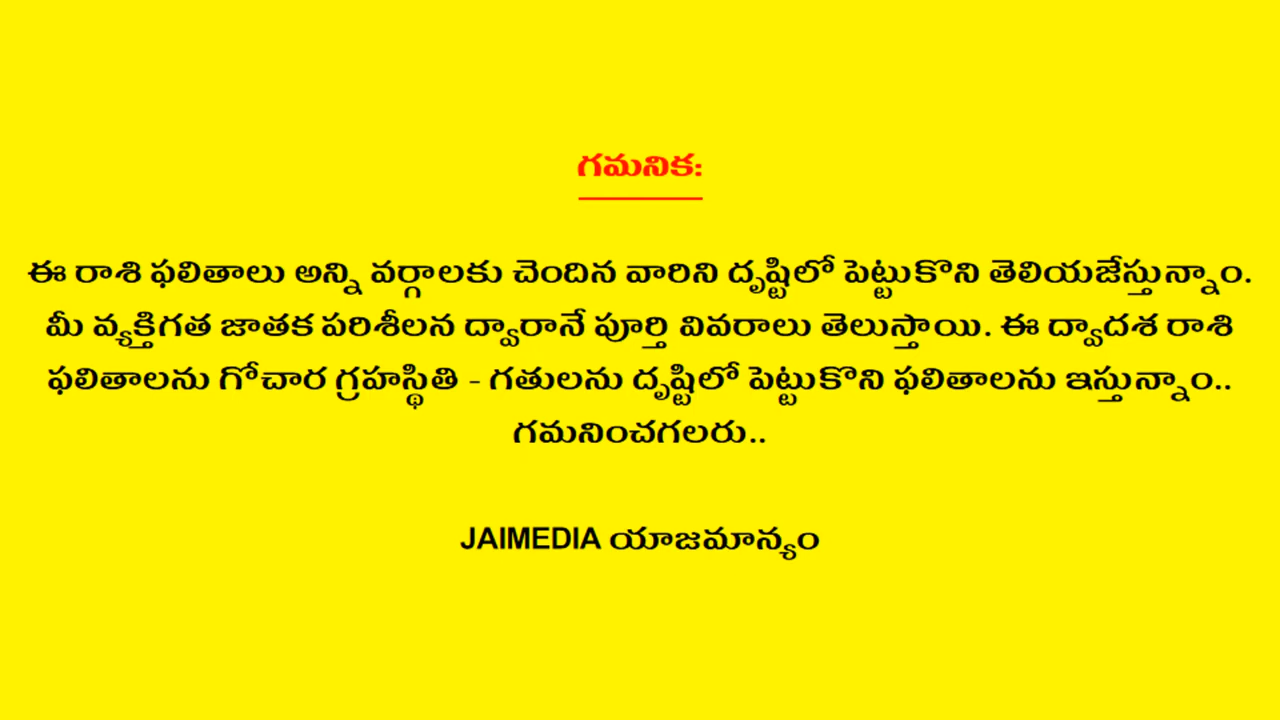 గమనిక:
ఈ రాశి ఫలితాలు అన్ని వర్గాలకు చెందిన వారిని దృష్టిలో పెట్టుకొని తెలియజేస్తున్నాం.
మీ వ్యక్తిగత జాతక పరిశీలన ద్వారానే పూర్తి వివరాలు తెలుస్తాయి. ఈ ద్వాదశ రాశి
ఫలితాలను గోచార గ్రహస్థితి - గతులను దృష్టిలో పెట్టుకొని ఫలితాలను ఇస్తున్నాం..
గమనించగలరు..
JAIMEDIA యాజమాన్యం